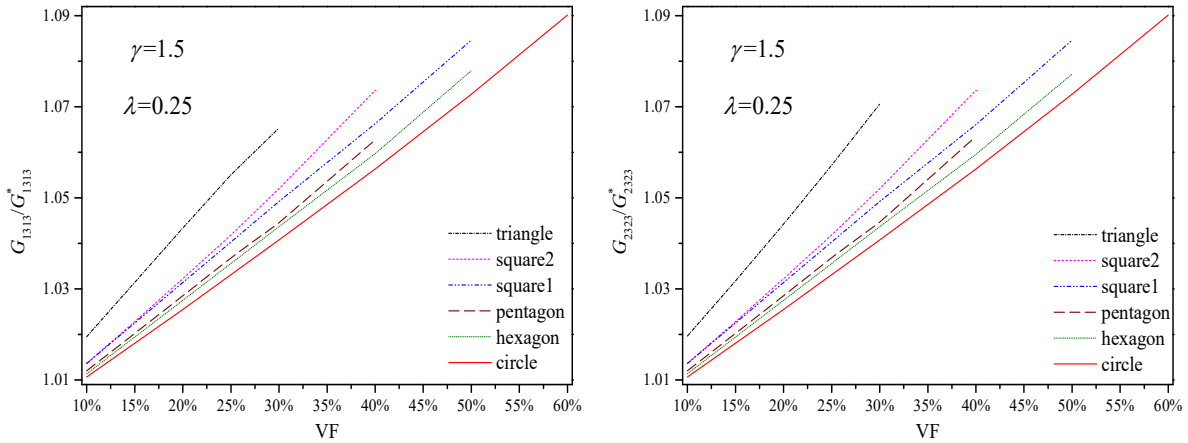 1.09
1.07
1.05
1.03
1.01
G1313/G*1313
γ=1.5
λ=0.25
triangle
square2
square1
pentagon
hexagon
circle
10% 15% 20% 25% 30% 35% 40% 45% 50% 55% 60%
VF
1.09
1.07
1.05
1.03
1.01
G2323/G*2323
γ=1.5
λ=0.25
triangle
square2
square1
pentagon
hexagon
circle
10% 15% 20% 25% 30% 35% 40% 45% 50% 55% 60%
VF